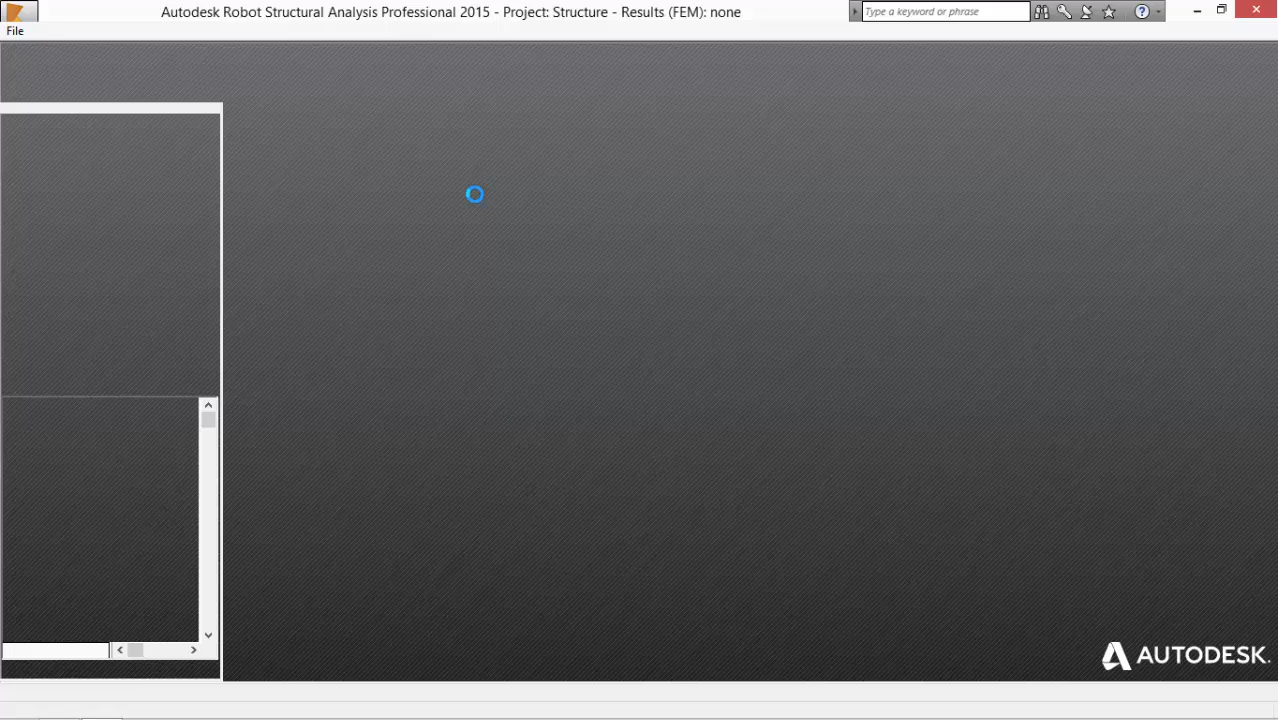 Autodesk Robot Structural Analysis Professional 2015 - Project: Structure - Results (FEM): none
Type a keyword or phrase
File
AUTODESK.